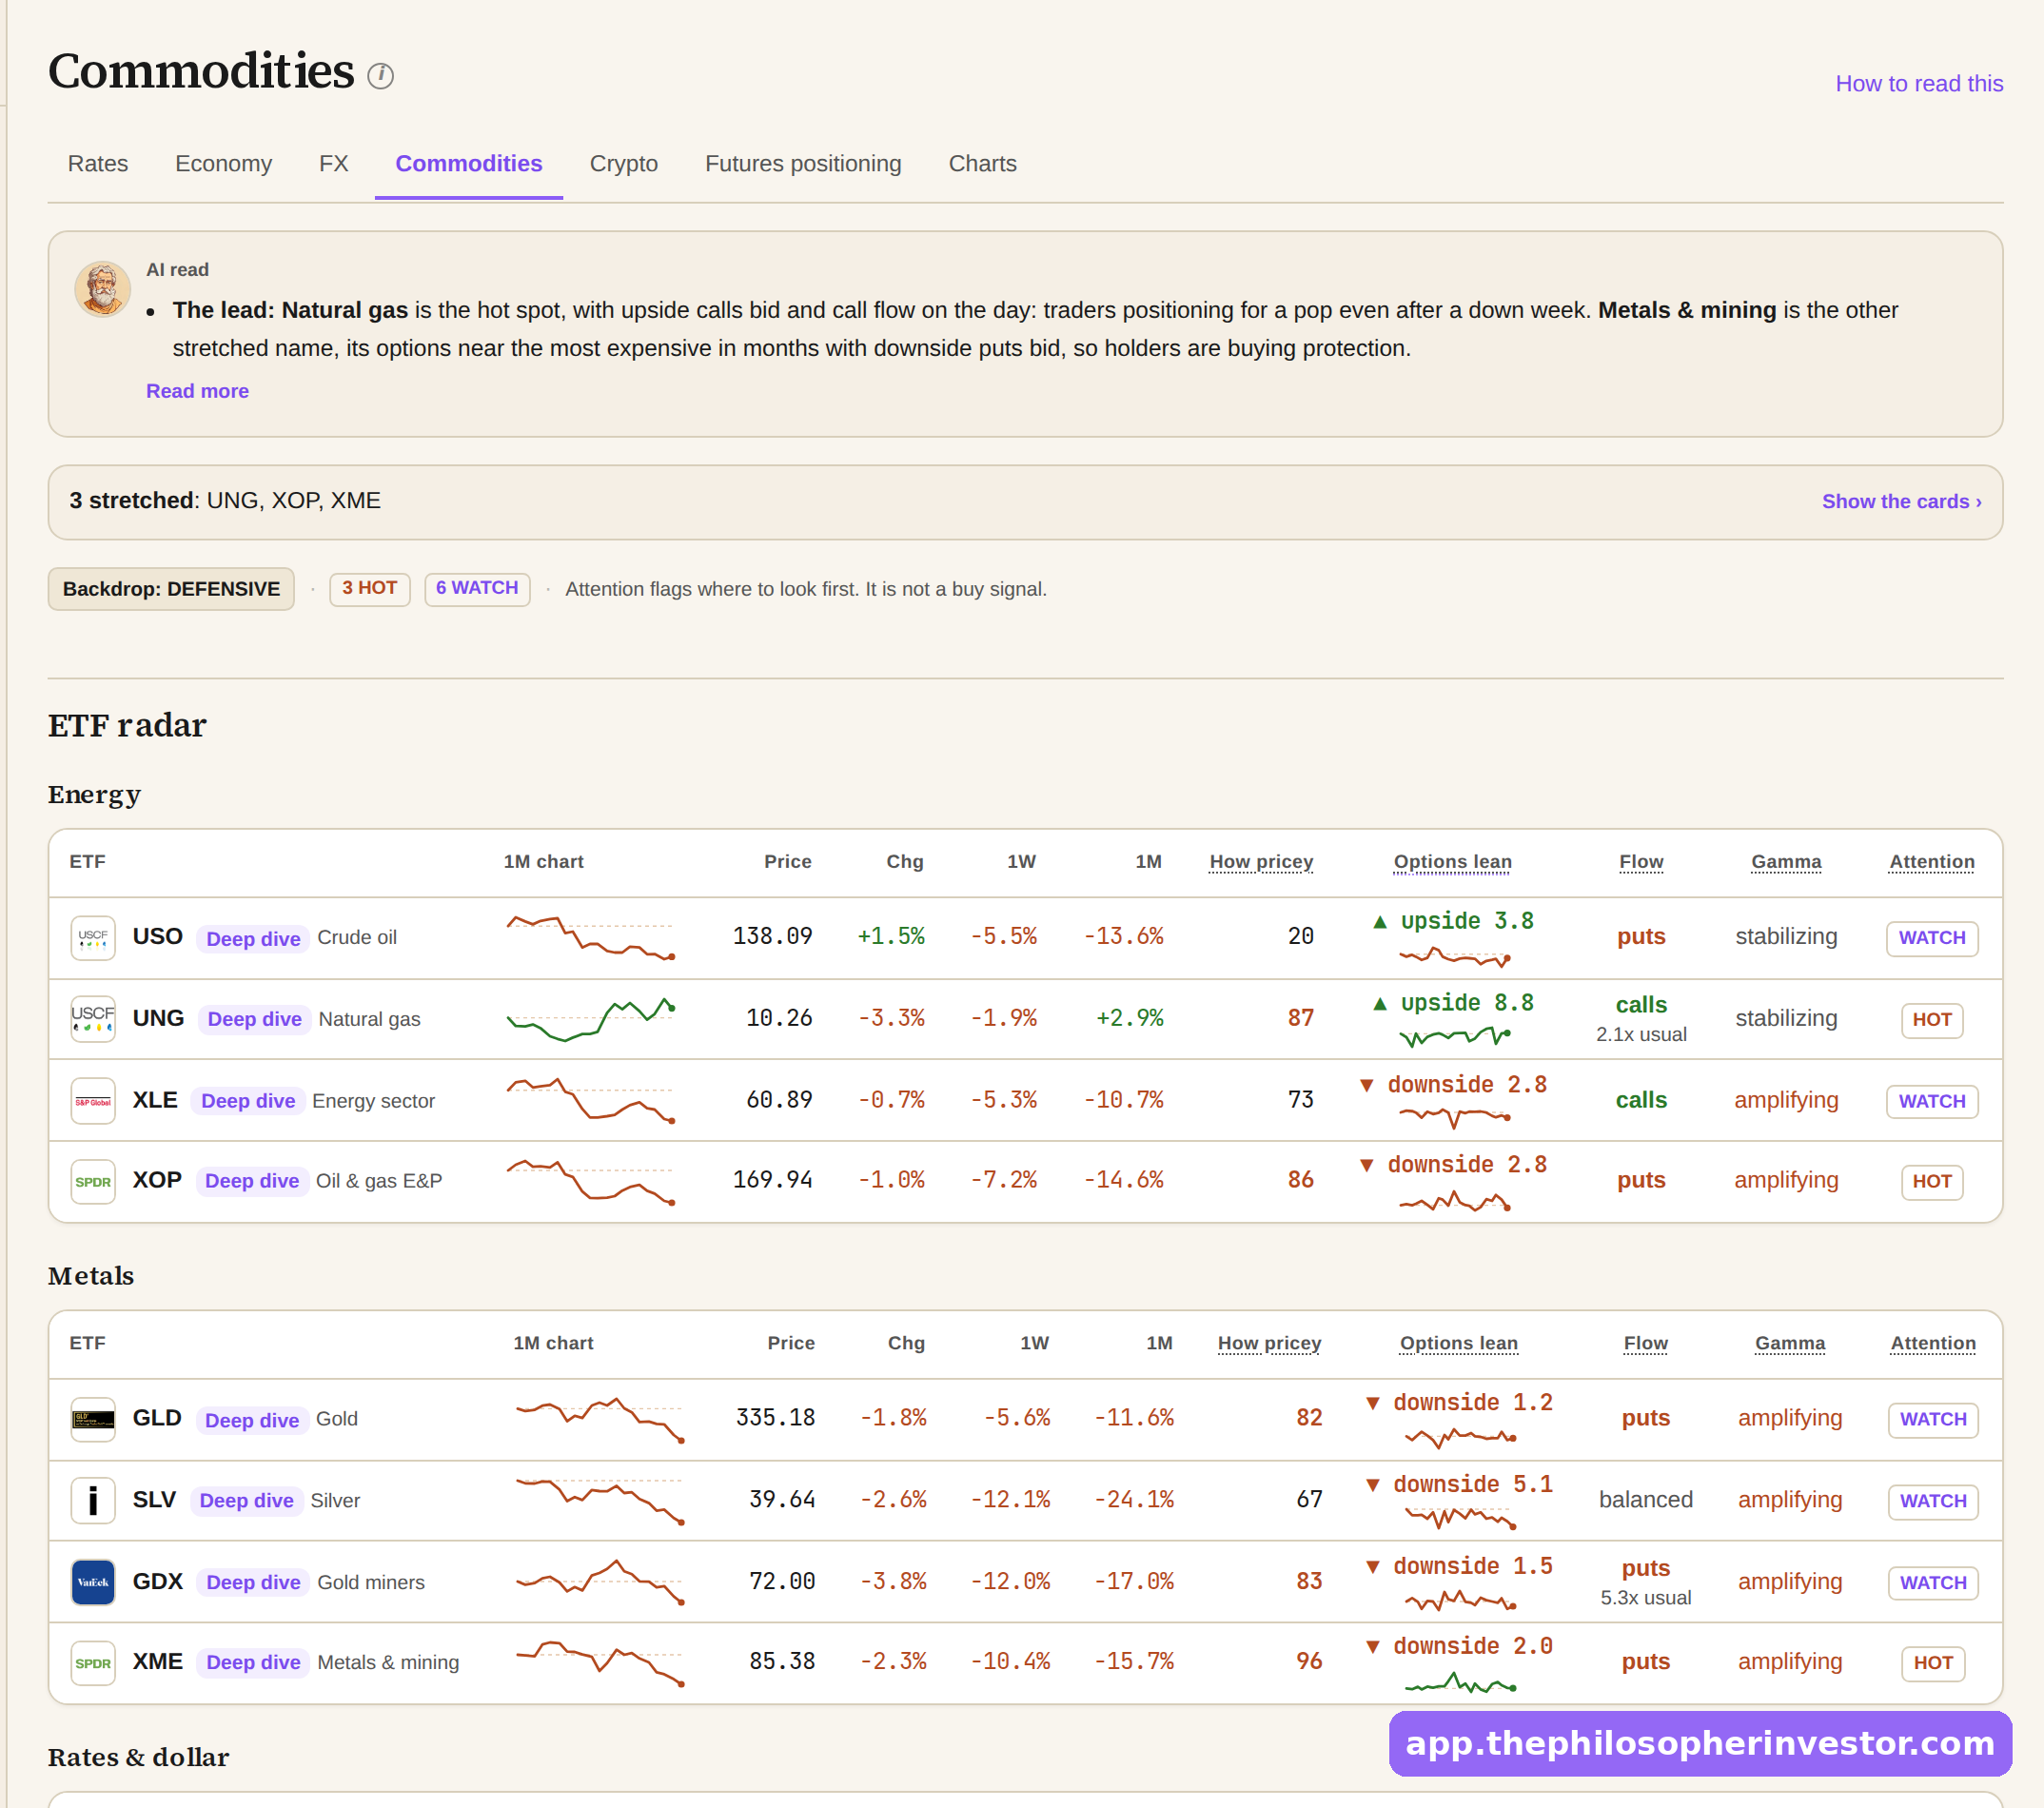 Commodities i
How to read this
Rates Economy FX Commodities Crypto Futures positioning Charts
AI read
• The lead: Natural gas is the hot spot, with upside calls bid and call flow on the day: traders positioning for a pop even after a down week. Metals & mining is the other
stretched name, its options near the most expensive in months with downside puts bid, so holders are buying protection.
Read more
3 stretched: UNG, XOP, XME
Show the cards ›
Backdrop: DEFENSIVE · 3 HOT 6 WATCH · Attention flags where to look first. It is not a buy signal.
ETF radar
Energy
ETF 1M chart Price Chg 1W 1M How pricey Options lean Flow Gamma Attention
USCF USO Deep dive Crude oil 138.09 +1.5% -5.5% -13.6% 20 ▲ upside 3.8 puts stabilizing WATCH
USCF UNG Deep dive Natural gas 10.26 -3.3% -1.9% +2.9% 87 ▲ upside 8.8 calls 2.1x usual stabilizing HOT
S&P Global XLE Deep dive Energy sector 60.89 -0.7% -5.3% -10.7% 73 ▼ downside 2.8 calls amplifying WATCH
SPDR XOP Deep dive Oil & gas E&P 169.94 -1.0% -7.2% -14.6% 86 ▼ downside 2.8 puts amplifying HOT
Metals
ETF 1M chart Price Chg 1W 1M How pricey Options lean Flow Gamma Attention
GLD GLD Deep dive Gold 335.18 -1.8% -5.6% -11.6% 82 ▼ downside 1.2 puts amplifying WATCH
i SLV Deep dive Silver 39.64 -2.6% -12.1% -24.1% 67 ▼ downside 5.1 balanced amplifying WATCH
VanEck GDX Deep dive Gold miners 72.00 -3.8% -12.0% -17.0% 83 ▼ downside 1.5 puts 5.3x usual amplifying WATCH
SPDR XME Deep dive Metals & mining 85.38 -2.3% -10.4% -15.7% 96 ▼ downside 2.0 puts amplifying HOT
app.thephilosopherinvestor.com
Rates & dollar